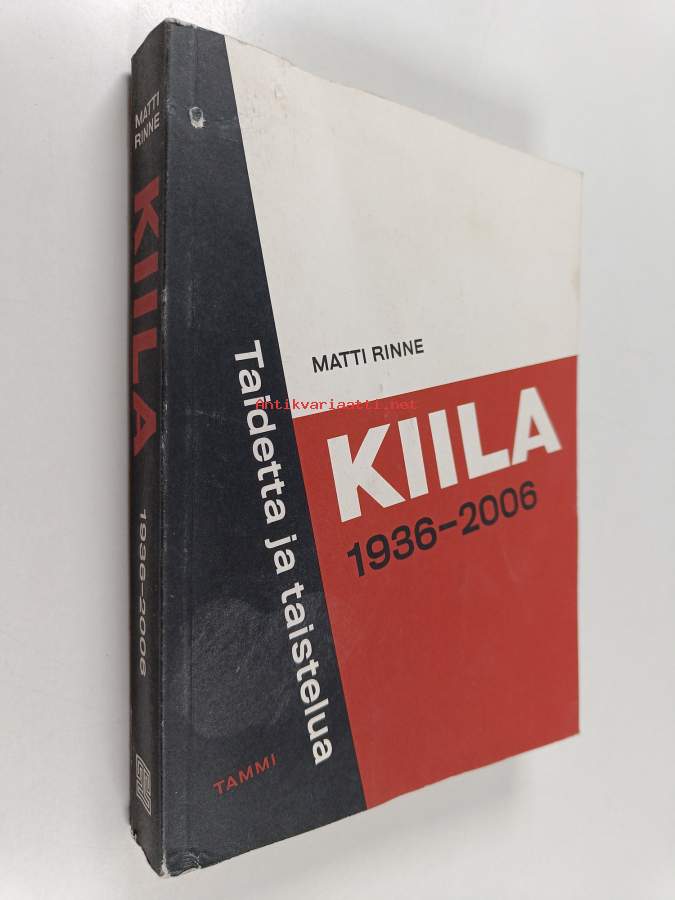 MATTI
RINNE
KIILA
1936–2006
MATTI RINNE
Antikvariaatti.net
KIILA
1936–2006
Taidetta ja taistelua
TAMMI